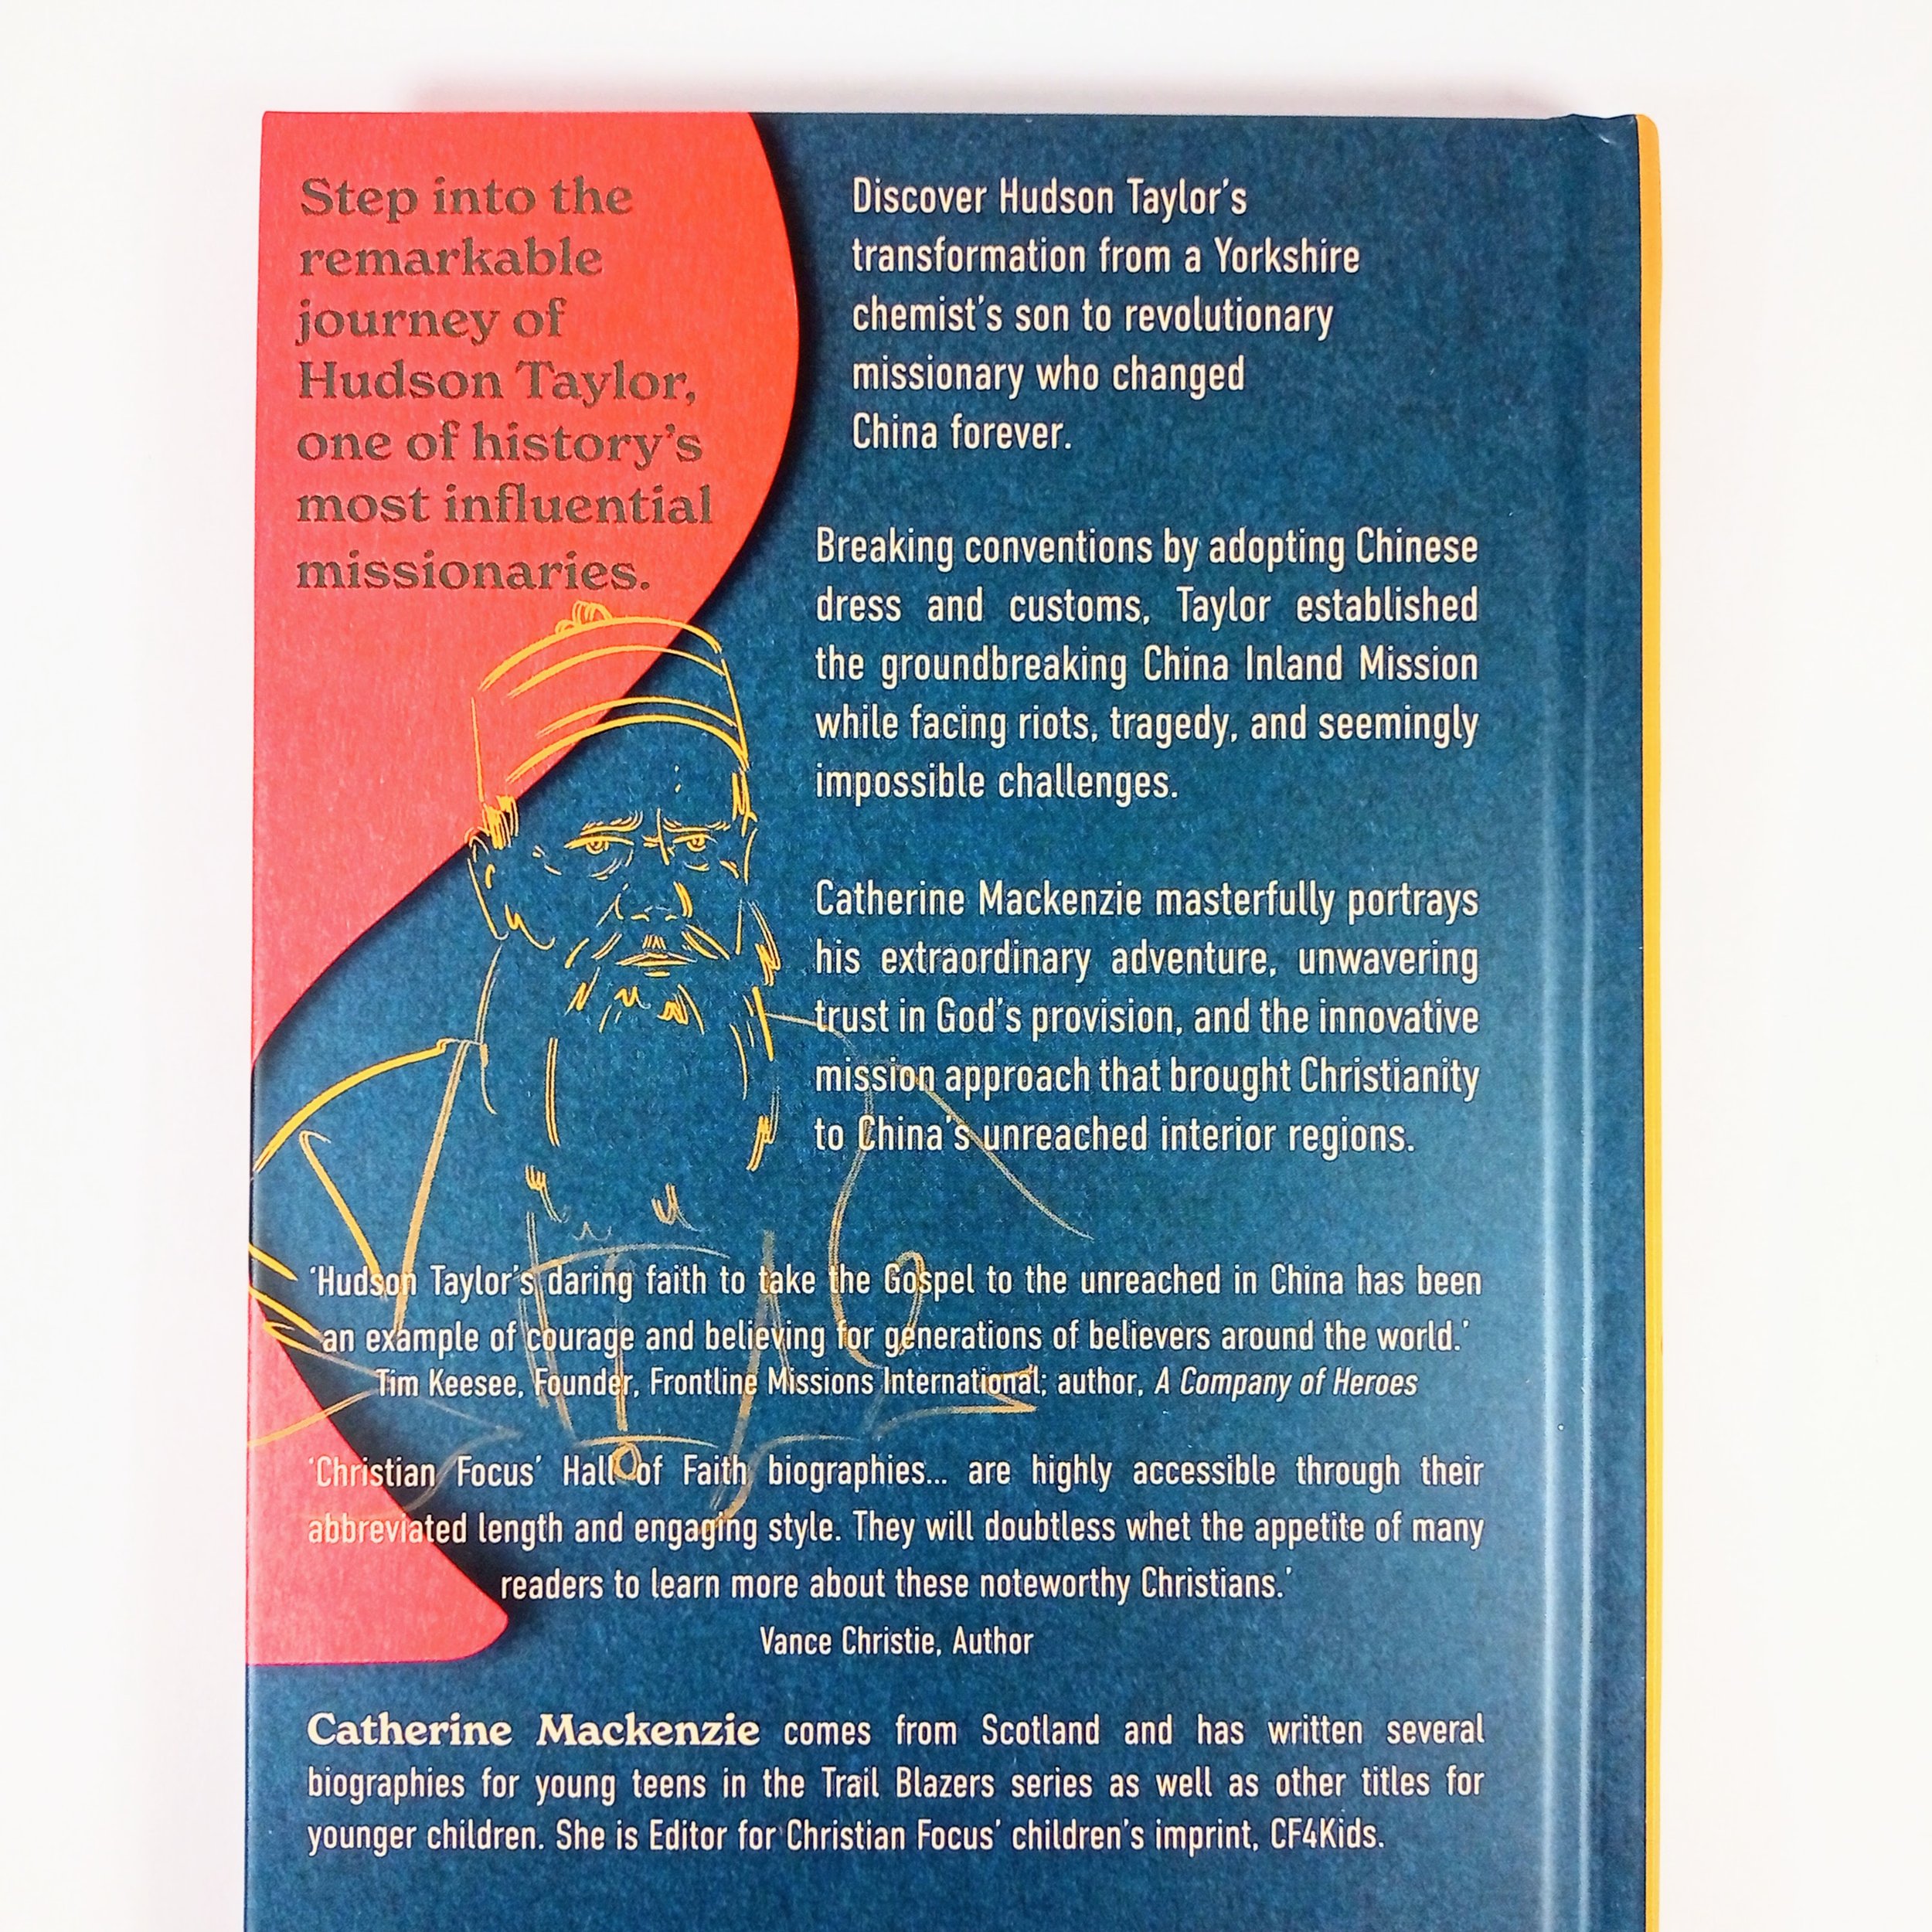 Step into the
remarkable
journey of
Hudson Taylor,
one of history's
most influential
missionaries.
Discover Hudson Taylor's
transformation from a Yorkshire
chemist's son to revolutionary
missionary who changed
China forever.
Breaking conventions by adopting Chinese
dress and customs, Taylor established
the groundbreaking China Inland Mission
while facing riots, tragedy, and seemingly
impossible challenges.
Catherine Mackenzie masterfully portrays
his extraordinary adventure, unwavering
trust in God's provision, and the innovative
mission approach that brought Christianity
to China's unreached interior regions.
'Hudson Taylor's daring faith to take the Gospel to the unreached in China has been
an example of courage and believing for generations of believers around the world.'
Tim Keesee, Founder, Frontline Missions International; author, A Company of Heroes
'Christian Focus' Hall of Faith biographies... are highly accessible through their
abbreviated length and engaging style. They will doubtless whet the appetite of many
readers to learn more about these noteworthy Christians.'
Vance Christie, Author
Catherine Mackenzie comes from Scotland and has written several
biographies for young teens in the Trail Blazers series as well as other titles for
younger children. She is Editor for Christian Focus' children's imprint, CF4Kids.